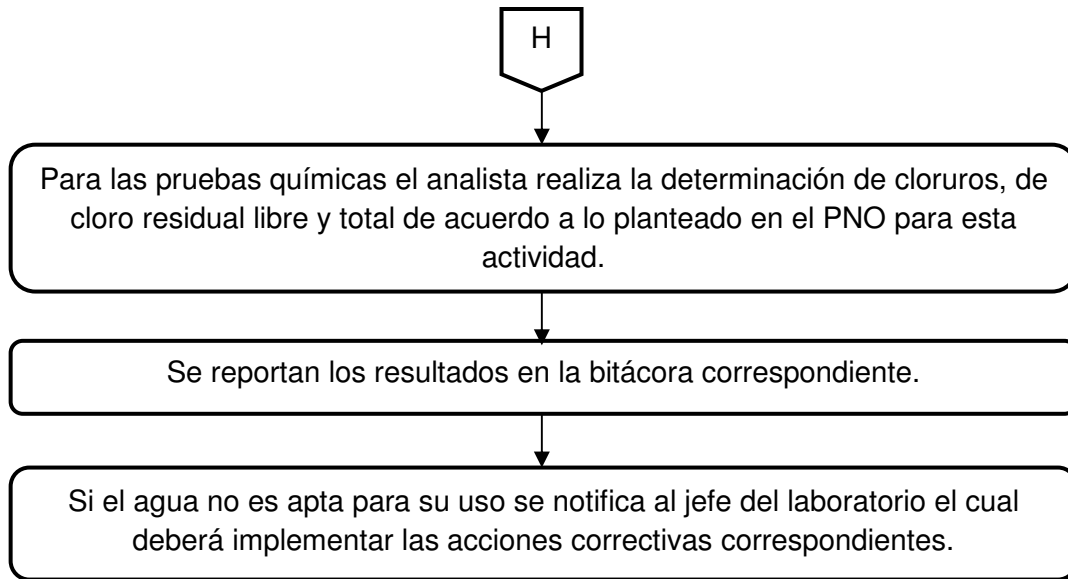 H
Para las pruebas químicas el analista realiza la determinación de cloruros, de
cloro residual libre y total de acuerdo a lo planteado en el PNO para esta
actividad.
Se reportan los resultados en la bitácora correspondiente.
Si el agua no es apta para su uso se notifica al jefe del laboratorio el cual
deberá implementar las acciones correctivas correspondientes.